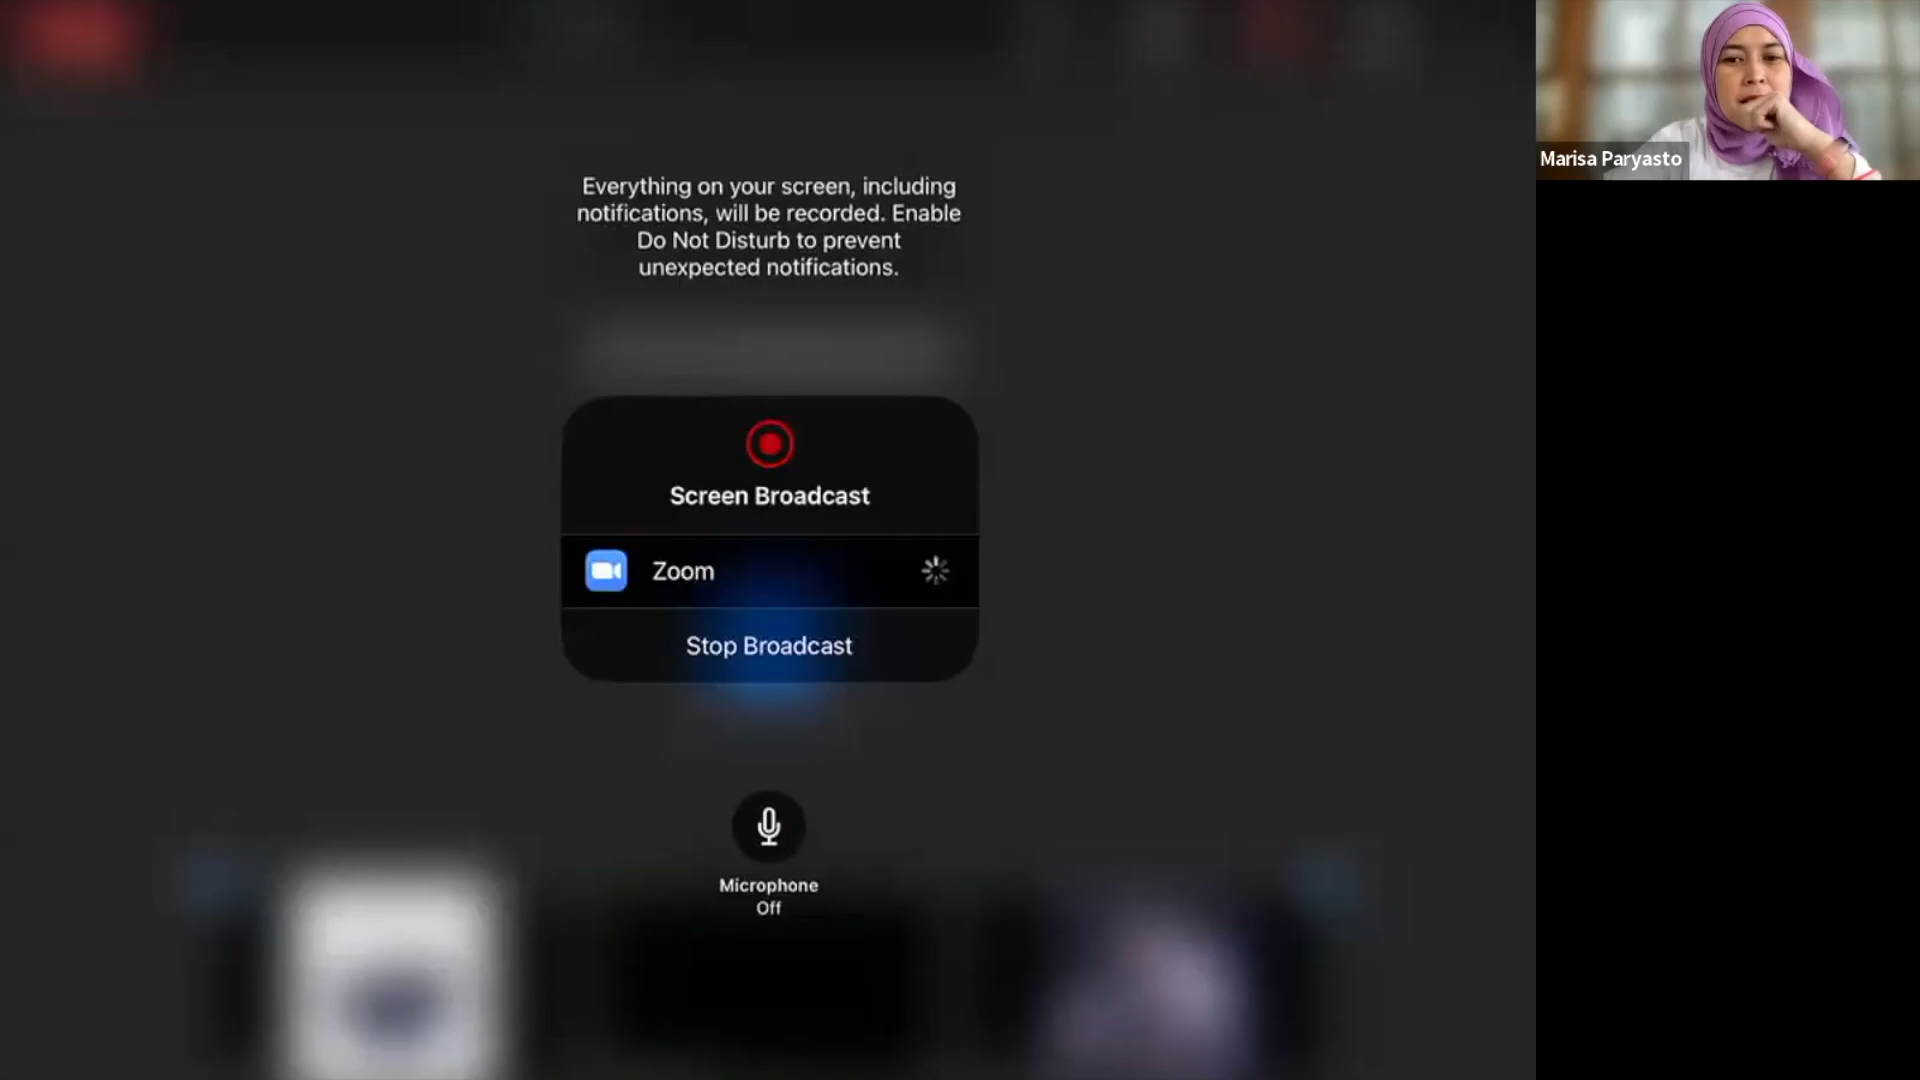 Everything on your screen, including
notifications, will be recorded. Enable
Do Not Disturb to prevent
unexpected notifications.
Screen Broadcast
Zoom
Stop Broadcast
Microphone
Off
Marisa Paryasto